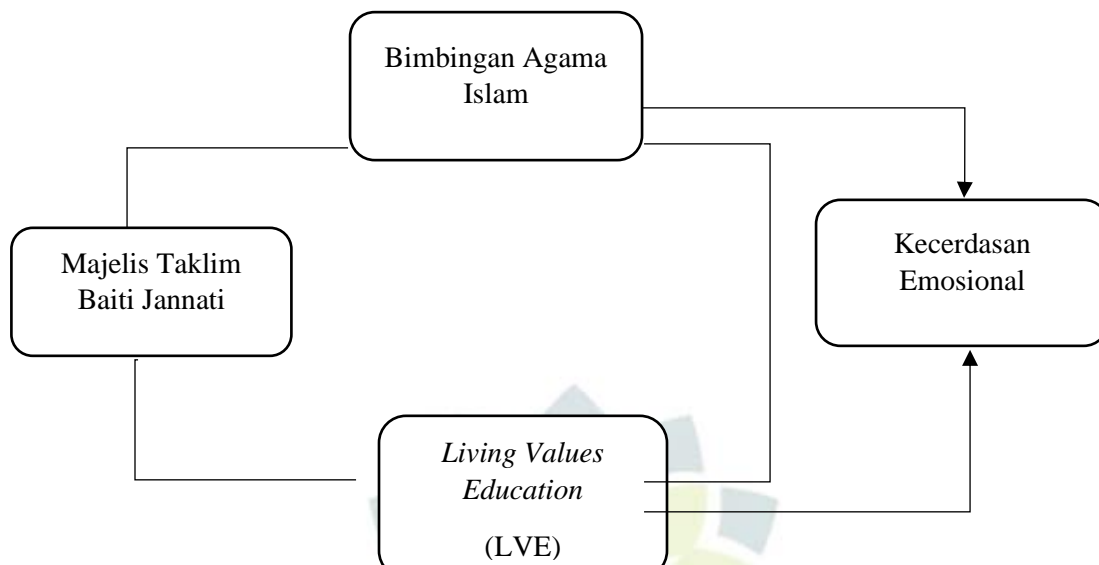 Bimbingan Agama
Islam
Majelis Taklim
Baiti Jannati
Kecerdasan
Emosional
Living Values
Education
(LVE)